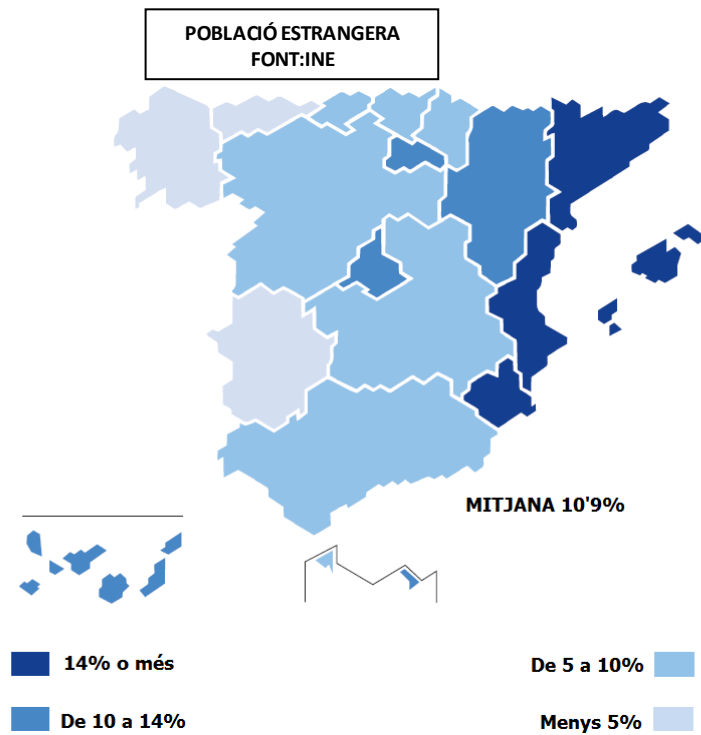 POBLACIÓ ESTRANGERA
FONT:INE
MITJANA 10'9%
14% o més
De 5 a 10%
De 10 a 14%
Menys 5%